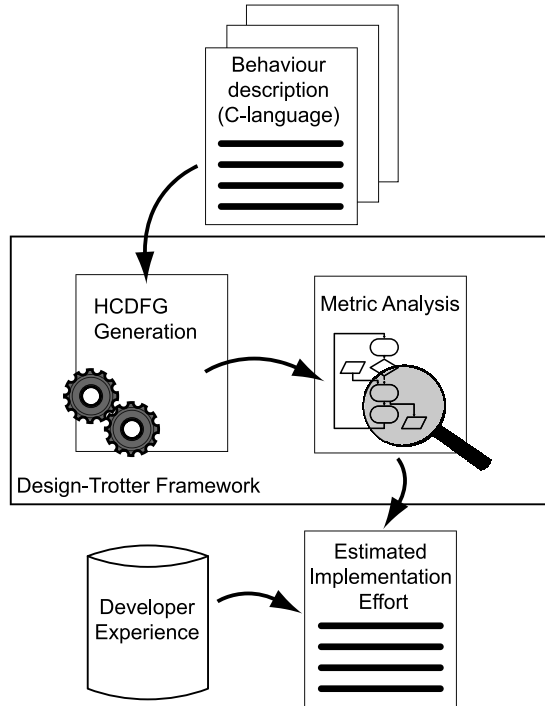 Behaviour
description
(C-language)
HCDFG
Generation
Metric Analysis
Design-Trotter Framework
Developer
Experience
Estimated
Implementation
Effort